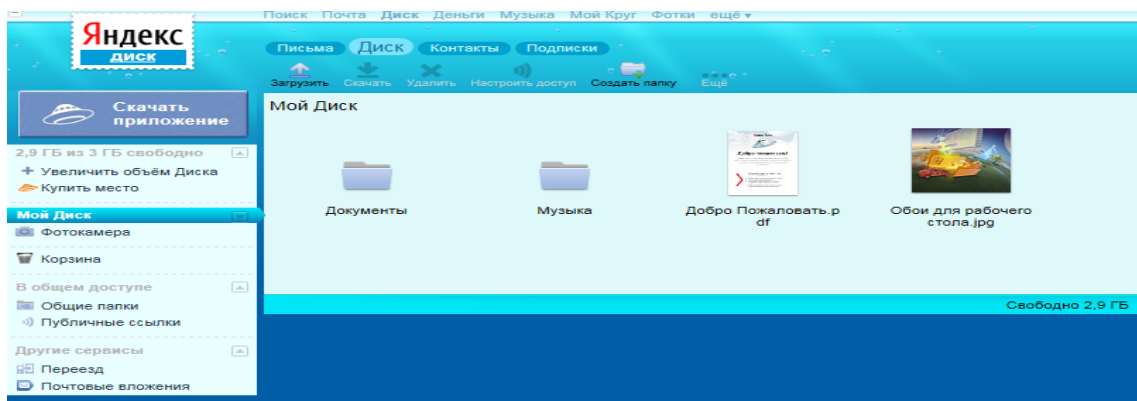 Поиск Почта Диск Деньги Музыка Мой Круг Фотки ещё
Яндекс
диск
Письма Диск Контакты Подписки
Загрузить Скачать Удалить Настроить доступ Создать папку Ещё
Скачать
приложение
2,9 ГБ из 3 ГБ свободно
Увеличить объём Диска
Купить место
Мой Диск
Фотокамера
Корзина
В общем доступе
Общие папки
Публичные ссылки
Другие сервисы
Переезд
Почтовые вложения
Мой Диск
Документы
Музыка
Добро Пожаловать.p
df
Обои для рабочего
стола.jpg
Свободно 2,9 ГБ